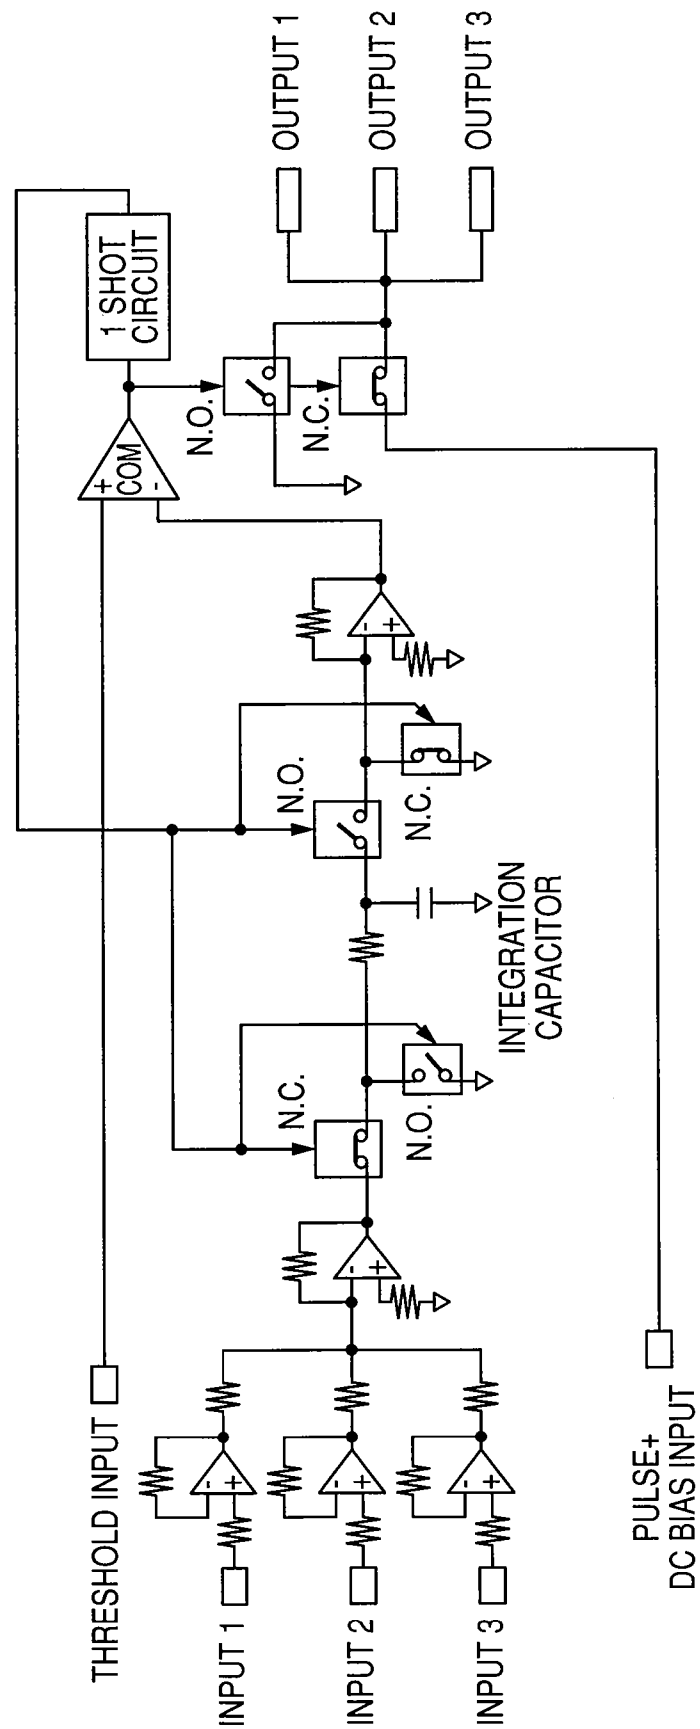 THRESHOLD INPUT
INPUT 1
INPUT 2
INPUT 3
PULSE+
DC BIAS INPUT
+
-
+
-
+
-
+
-
N.C.
N.O.
INTEGRATION
CAPACITOR
N.O.
N.C.
-
+
+
COM
-
1 SHOT
CIRCUIT
N.O.
N.C.
OUTPUT 1
OUTPUT 2
OUTPUT 3